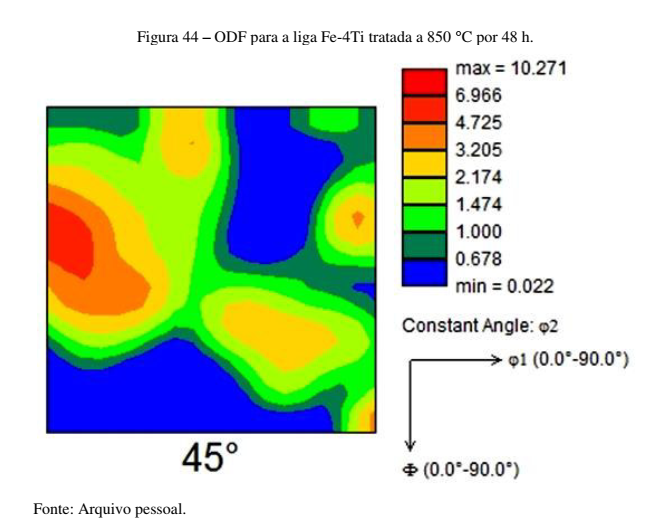 Figura 44 – ODF para a liga Fe-4Ti tratada a 850 °C por 48 h.
max = 10.271
6.966
4.725
3.205
2.174
1.474
1.000
0.678
min = 0.022
Constant Angle: φ2
φ1 (0.0°-90.0°)
Φ (0.0°-90.0°)
45°
Fonte: Arquivo pessoal.